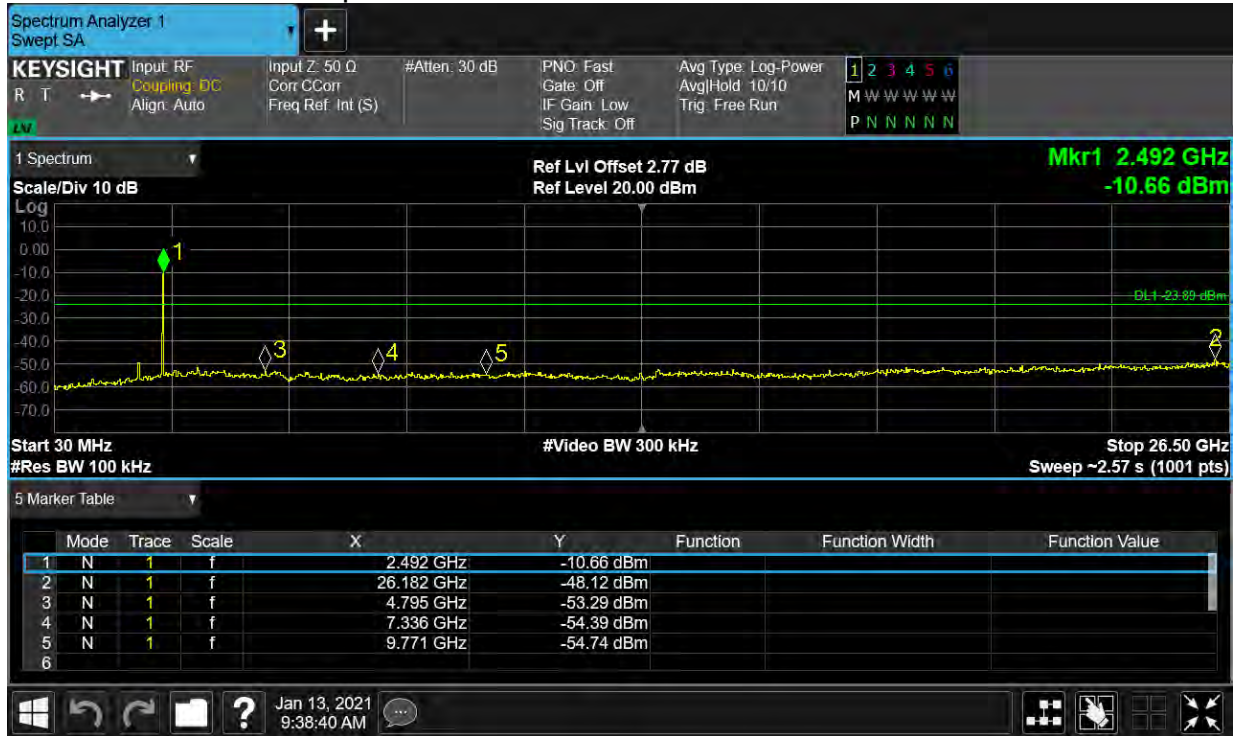 Spectrum Analyzer 1
Swept SA
+
KEYSIGHT Input: RF Input Z: 50 Ω #Atten: 30 dB PNO: Fast Avg Type: Log-Power 1 2 3 4 5 6
R T Coupling: DC Corr CCorr Gate: Off Avg|Hold: 10/10 M W W W W W
Align: Auto Freq Ref: Int (S) IF Gain: Low Trig: Free Run P N N N N N
Sig Track: Off
LXI
1 Spectrum
Ref Lvl Offset 2.77 dB Mkr1 2.492 GHz
Scale/Div 10 dB Ref Level 20.00 dBm -10.66 dBm
Log
10.0
0.00 1
-10.0
-20.0 DL1 -23.89 dBm
-30.0
-40.0 3 4 5 2
-50.0
-60.0
-70.0
Start 30 MHz #Video BW 300 kHz Stop 26.50 GHz
#Res BW 100 kHz Sweep ~2.57 s (1001 pts)
5 Marker Table
Mode Trace Scale X Y Function Function Width Function Value
1 N 1 f 2.492 GHz -10.66 dBm
2 N 1 f 26.182 GHz -48.12 dBm
3 N 1 f 4.795 GHz -53.29 dBm
4 N 1 f 7.336 GHz -54.39 dBm
5 N 1 f 9.771 GHz -54.74 dBm
6
? Jan 13, 2021
9:38:40 AM